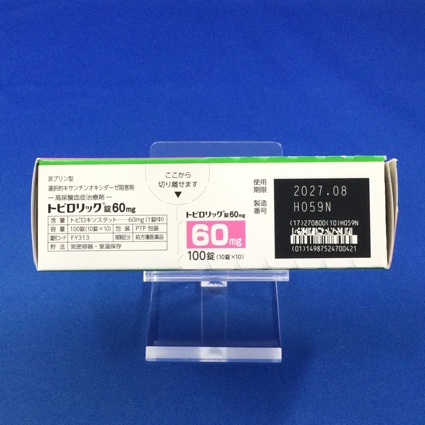 非プリン型
選択的キサンチンオキシダーゼ阻害剤
―高尿酸血症治療剤―
トピロリック®錠60mg
含 量 トピロキソスタット……60mg(1錠中)
容 量 100錠(10錠×10) 包 装 PTP包装
識別コード FY313 規制区分 処方箋医薬品
貯 法 気密容器・室温保存
ここから
切り離せます
トピロリック®錠60mg
60mg
100錠(10錠×10)
使用
期限
2027.08
製造
番号
H059N
(17)270800(10)H059N
(01)14987524700421